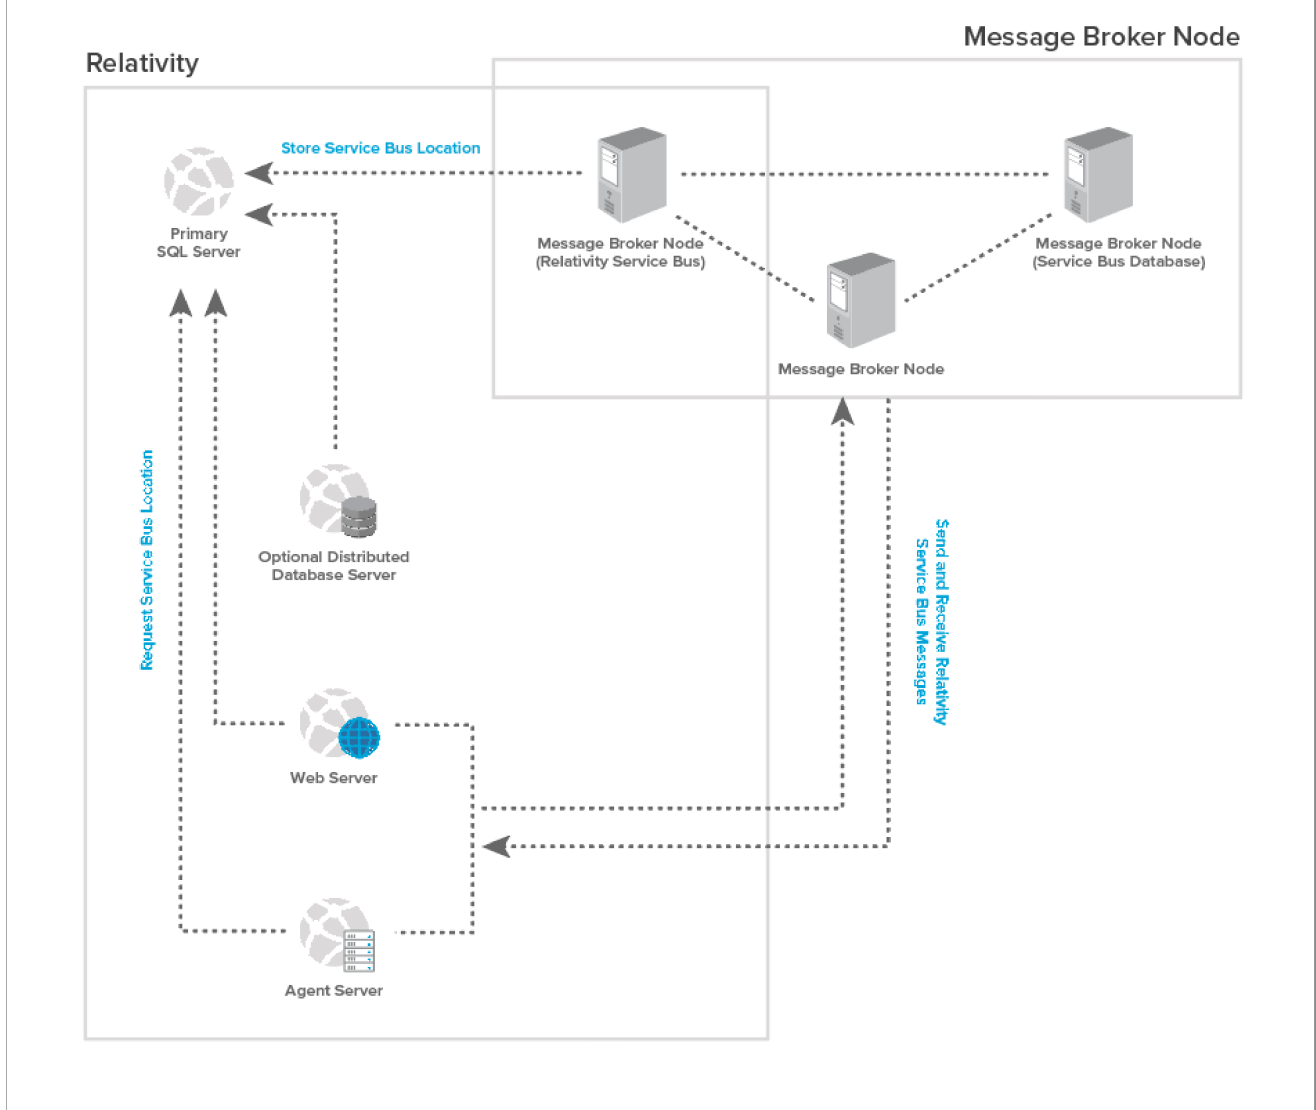 Message Broker Node
Relativity
Store Service Bus Location
Primary
SQL Server
Message Broker Node
(Relativity Service Bus)
Message Broker Node
(Service Bus Database)
Message Broker Node
Request Service Bus Location
Optional Distributed
Database Server
Send and Receive Relativity
Service Bus Messages
Web Server
Agent Server